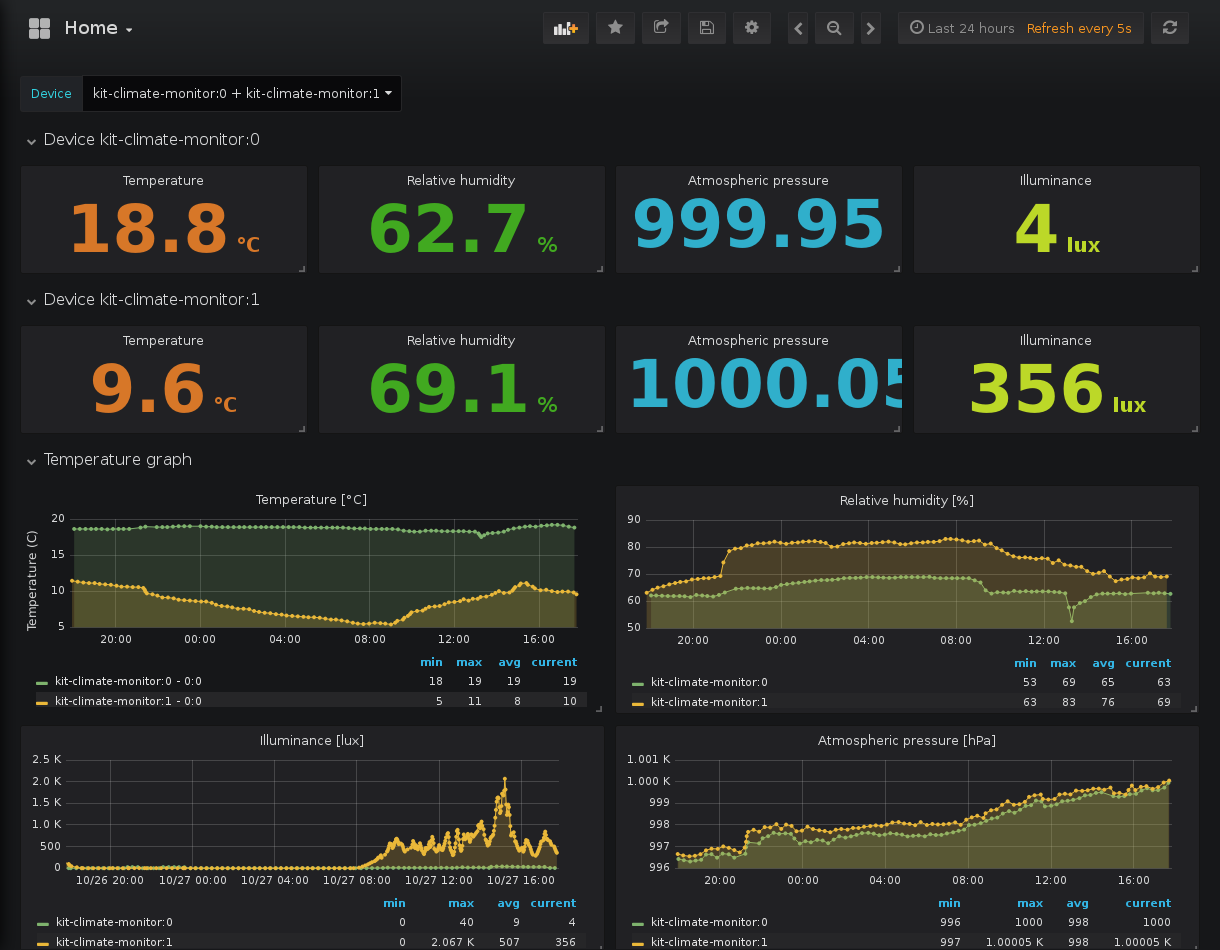 Home
Last 24 hours Refresh every 5s
Device kit-climate-monitor:0 + kit-climate-monitor:1
Device kit-climate-monitor:0
Temperature Relative humidity Atmospheric pressure Illuminance
18.8 °C 62.7 % 999.95 4 lux
Device kit-climate-monitor:1
Temperature Relative humidity Atmospheric pressure Illuminance
9.6 °C 69.1 % 1000.05 356 lux
Temperature graph
Temperature [°C]
Temperature (C)
20
15
10
5
20:00 00:00 04:00 08:00 12:00 16:00
min max avg current
kit-climate-monitor:0 - 0:0 18 19 19 19
kit-climate-monitor:1 - 0:0 5 11 8 10
Relative humidity [%]
90
80
70
60
50
20:00 00:00 04:00 08:00 12:00 16:00
min max avg current
kit-climate-monitor:0 53 69 65 63
kit-climate-monitor:1 63 83 76 69
Illuminance [lux]
2.5 K
2.0 K
1.5 K
1.0 K
500
0
10/26 20:00 10/27 00:00 10/27 04:00 10/27 08:00 10/27 12:00 10/27 16:00
min max avg current
kit-climate-monitor:0 0 40 9 4
kit-climate-monitor:1 0 2.067 K 507 356
Atmospheric pressure [hPa]
1.001 K
1.000 K
999
998
997
996
20:00 00:00 04:00 08:00 12:00 16:00
min max avg current
kit-climate-monitor:0 996 1000 998 1000
kit-climate-monitor:1 997 1.00005 K 998 1.00005 K